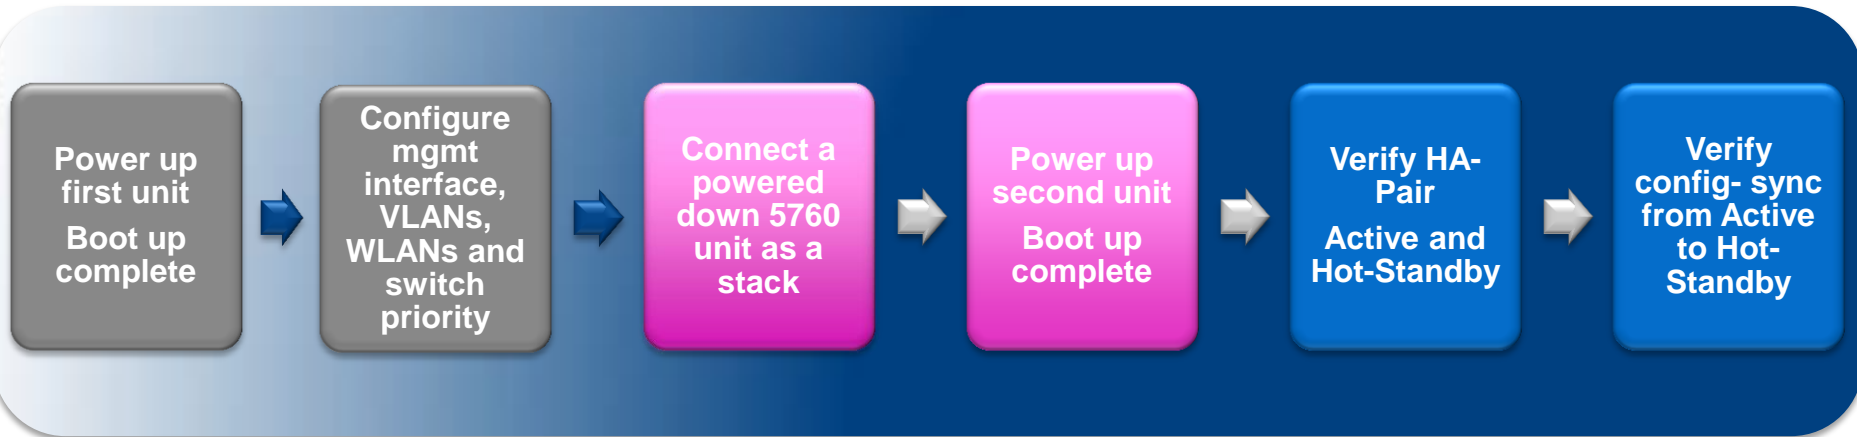 Power up
first unit
Boot up
complete
Configure
mgmt
interface,
VLANs,
WLANs and
switch
priority
Connect a
powered
down 5760
unit as a
stack
Power up
second unit
Boot up
complete
Verify HA-
Pair
Active and
Hot-Standby
Verify
config- sync
from Active
to Hot-
Standby